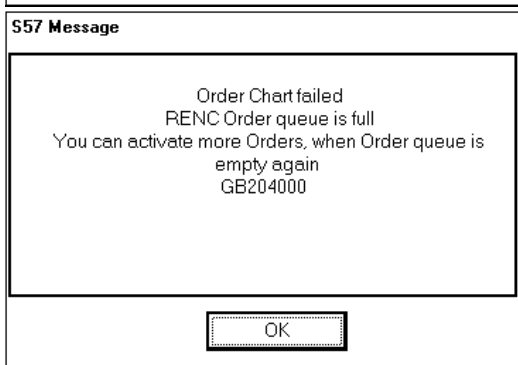 S57 Message
Order Chart failed
RENC Order queue is full
You can activate more Orders, when Order queue is
empty again
GB204000
OK